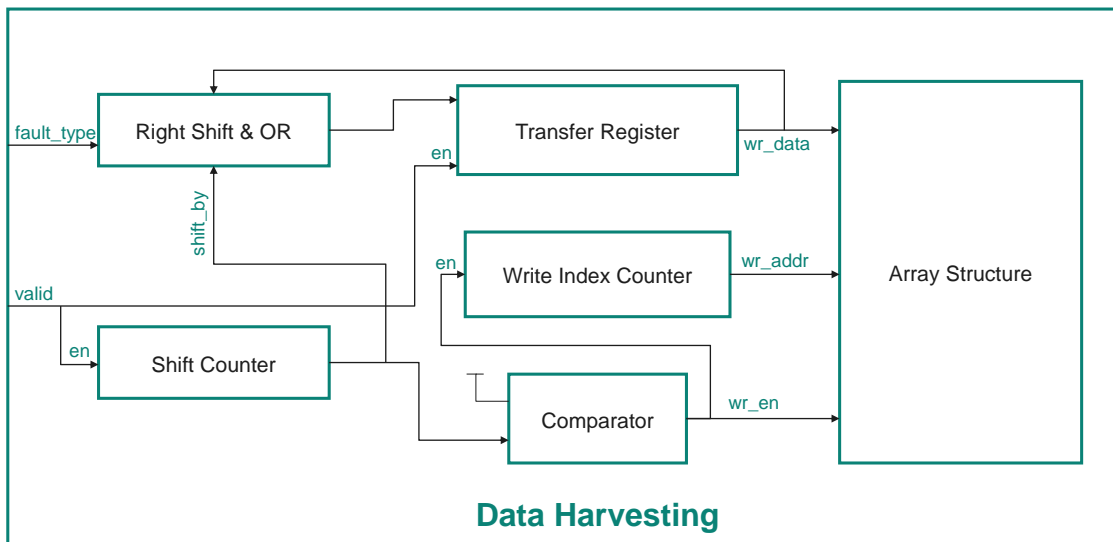 fault_type
Right Shift & OR
Transfer Register
en
wr_data
shift_by
en
Write Index Counter
wr_addr
Array Structure
valid
en
Shift Counter
Comparator
wr_en
Data Harvesting